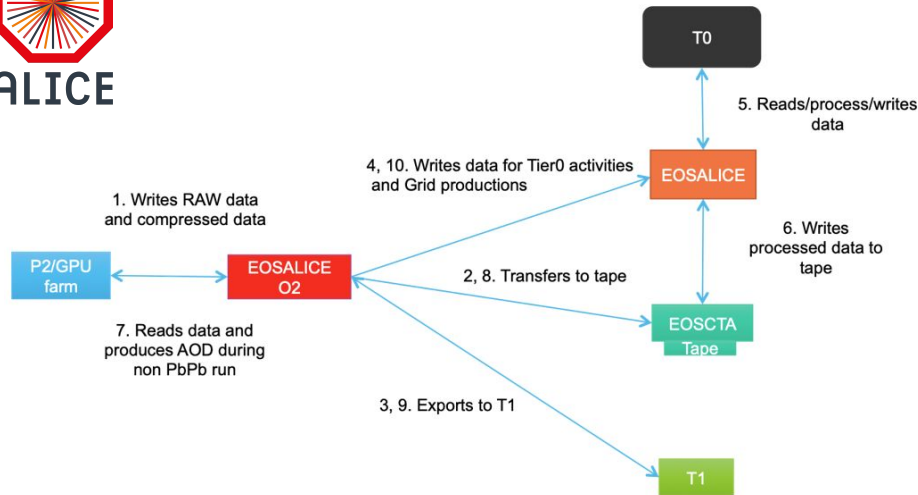 ALICE
T0
5. Reads/process/writes
data
4, 10. Writes data for Tier0 activities
and Grid productions
EOSALICE
1. Writes RAW data
and compressed data
6. Writes
processed data to
tape
P2/GPU
farm
EOSALICE
O2
2, 8. Transfers to tape
EOSCTA
Tape
7. Reads data and
produces AOD during
non PbPb run
3, 9. Exports to T1
T1